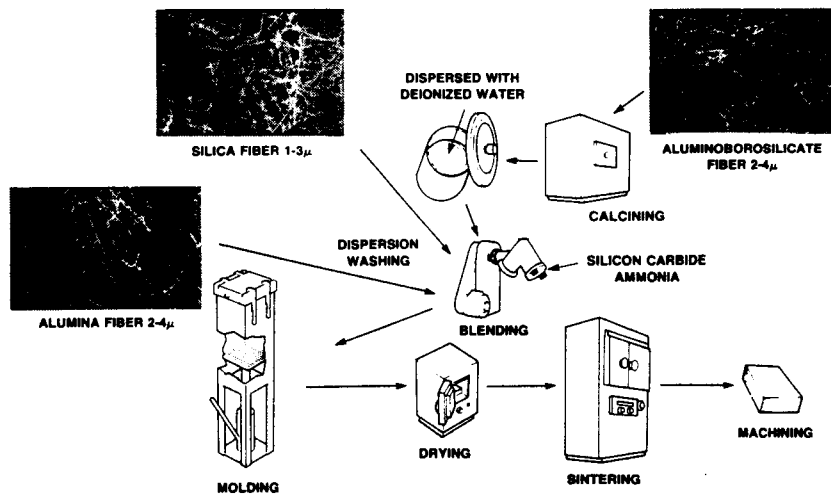 DISPERSED WITH
DEIONIZED WATER
SILICA FIBER 1-3μ
ALUMINOBOROSILICATE
FIBER 2-4μ
CALCINING
DISPERSION
WASHING
SILICON CARBIDE
AMMONIA
ALUMINA FIBER 2-4μ
BLENDING
MOLDING
DRYING
SINTERING
MACHINING